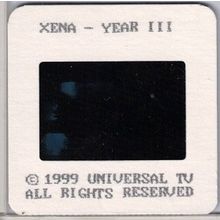 XENA - YEAR III
© 1999 UNIVERSAL TV
ALL RIGHTS RESERVED